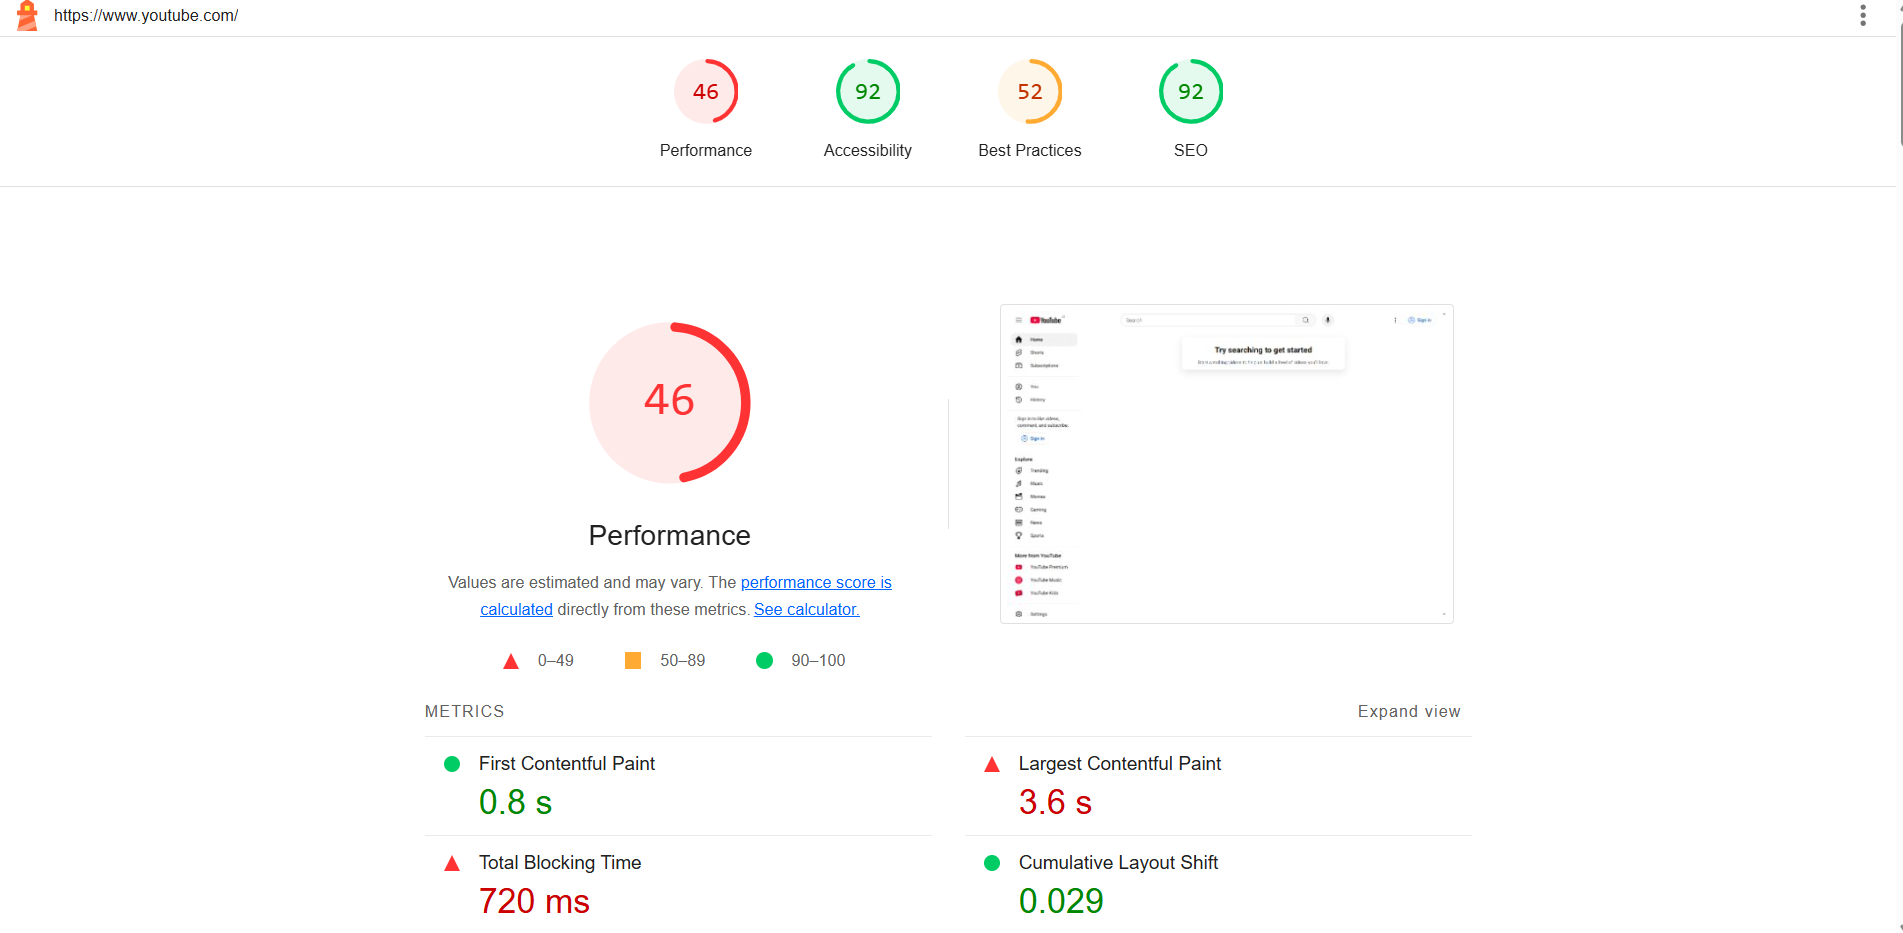 https://www.youtube.com/
46
92
52
92
Performance
Accessibility
Best Practices
SEO
46
Performance
Values are estimated and may vary. The performance score is
calculated directly from these metrics. See calculator.
0–49
50–89
90–100
YouTube
Search
Sign in
Home
Shorts
Subscriptions
You
History
Sign in to like videos,
comment, and subscribe.
Sign in
Explore
Trending
Music
Movies
Gaming
News
Sports
More from YouTube
YouTube Premium
YouTube Music
YouTube Kids
Settings
Try searching to get started
METRICS
Expand view
First Contentful Paint
0.8 s
Largest Contentful Paint
3.6 s
Total Blocking Time
720 ms
Cumulative Layout Shift
0.029